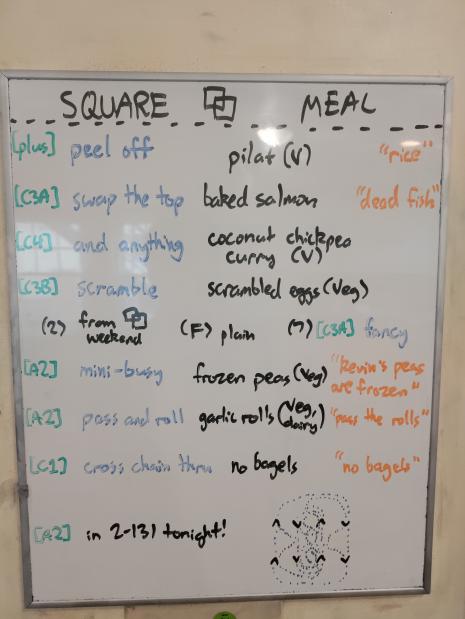 SQUARE MEAL
[plus] peel off pilaf (V) "rice"
[C3A] swap the top baked salmon "dead fish"
[C4] and anything coconut chickpea
curry (V)
[C3B] scramble scrambled eggs (Veg)
(2) from weekend (F) plain (7) [C3A] fancy
[A2] mini-busy frozen peas (Veg) "kevin's peas
are frozen"
[A2] pass and roll garlic rolls (Veg, dairy) "pass the rolls"
[C1] cross chain thru no bagels "no bagels"
[A2] in 2-131 tonight!